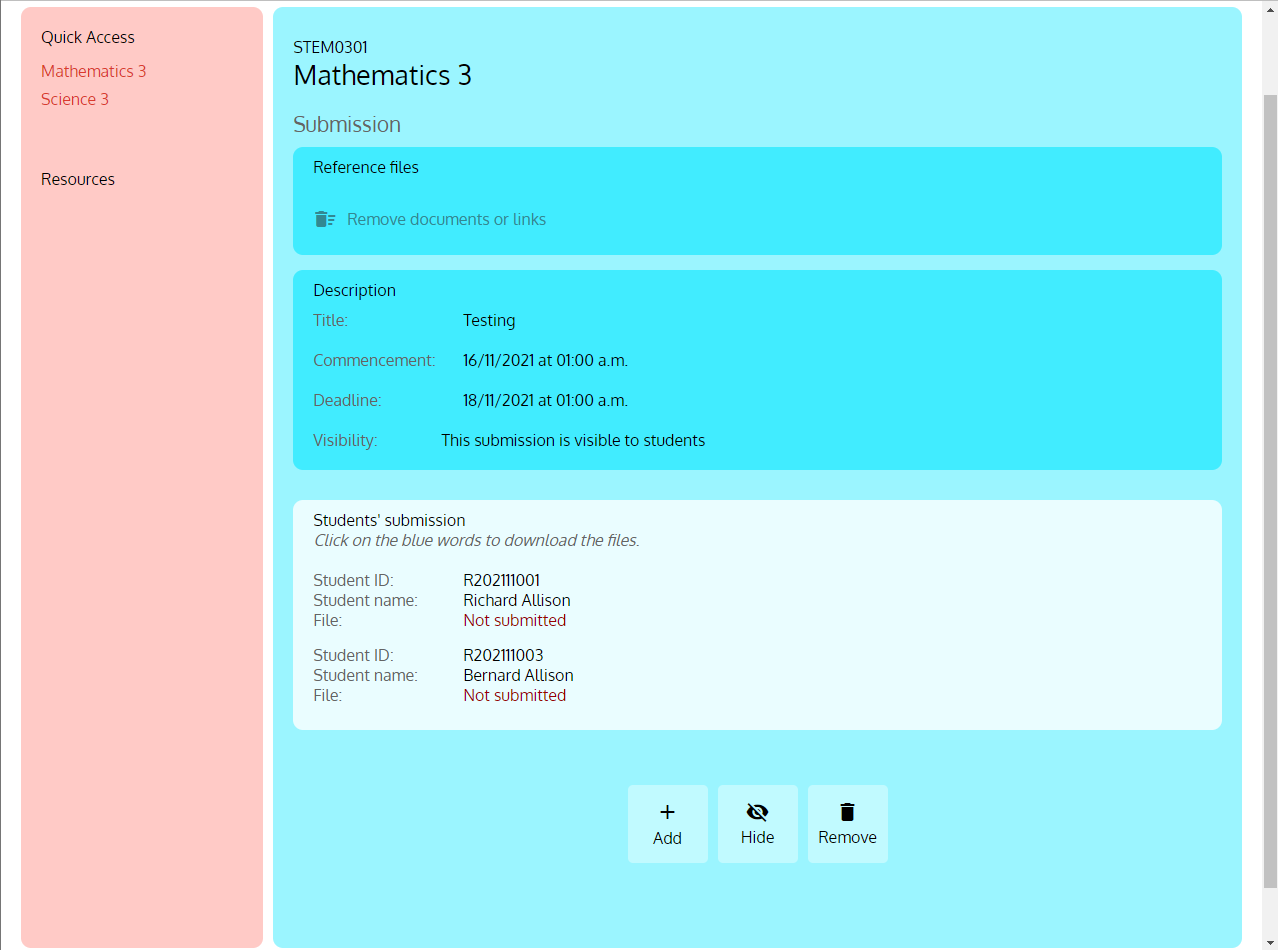 Quick Access
Mathematics 3
Science 3
Resources
STEM0301
Mathematics 3
Submission
Reference files
Remove documents or links
Description
Title: Testing
Commencement: 16/11/2021 at 01:00 a.m.
Deadline: 18/11/2021 at 01:00 a.m.
Visibility: This submission is visible to students
Students' submission
Click on the blue words to download the files.
Student ID: R202111001
Student name: Richard Allison
File: Not submitted
Student ID: R202111003
Student name: Bernard Allison
File: Not submitted
Add Hide Remove